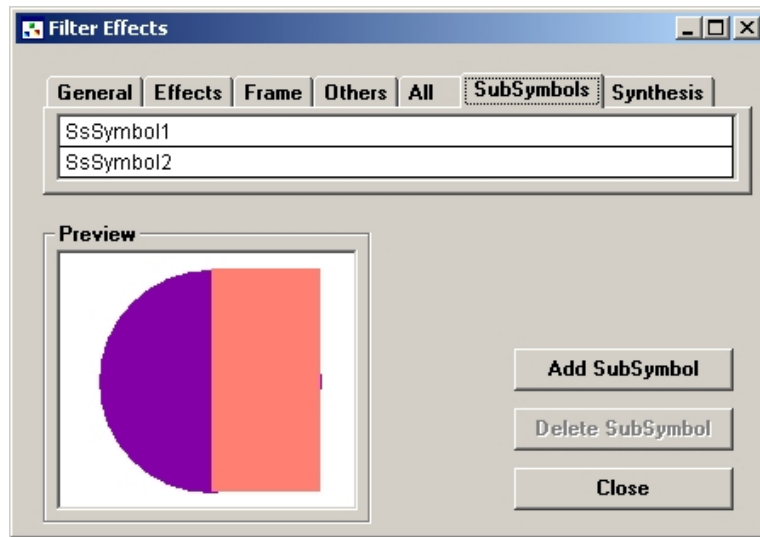 Filter Effects
General Effects Frame Others All SubSymbols Synthesis
SsSymbol1
SsSymbol2
Preview
Add SubSymbol
Delete SubSymbol
Close